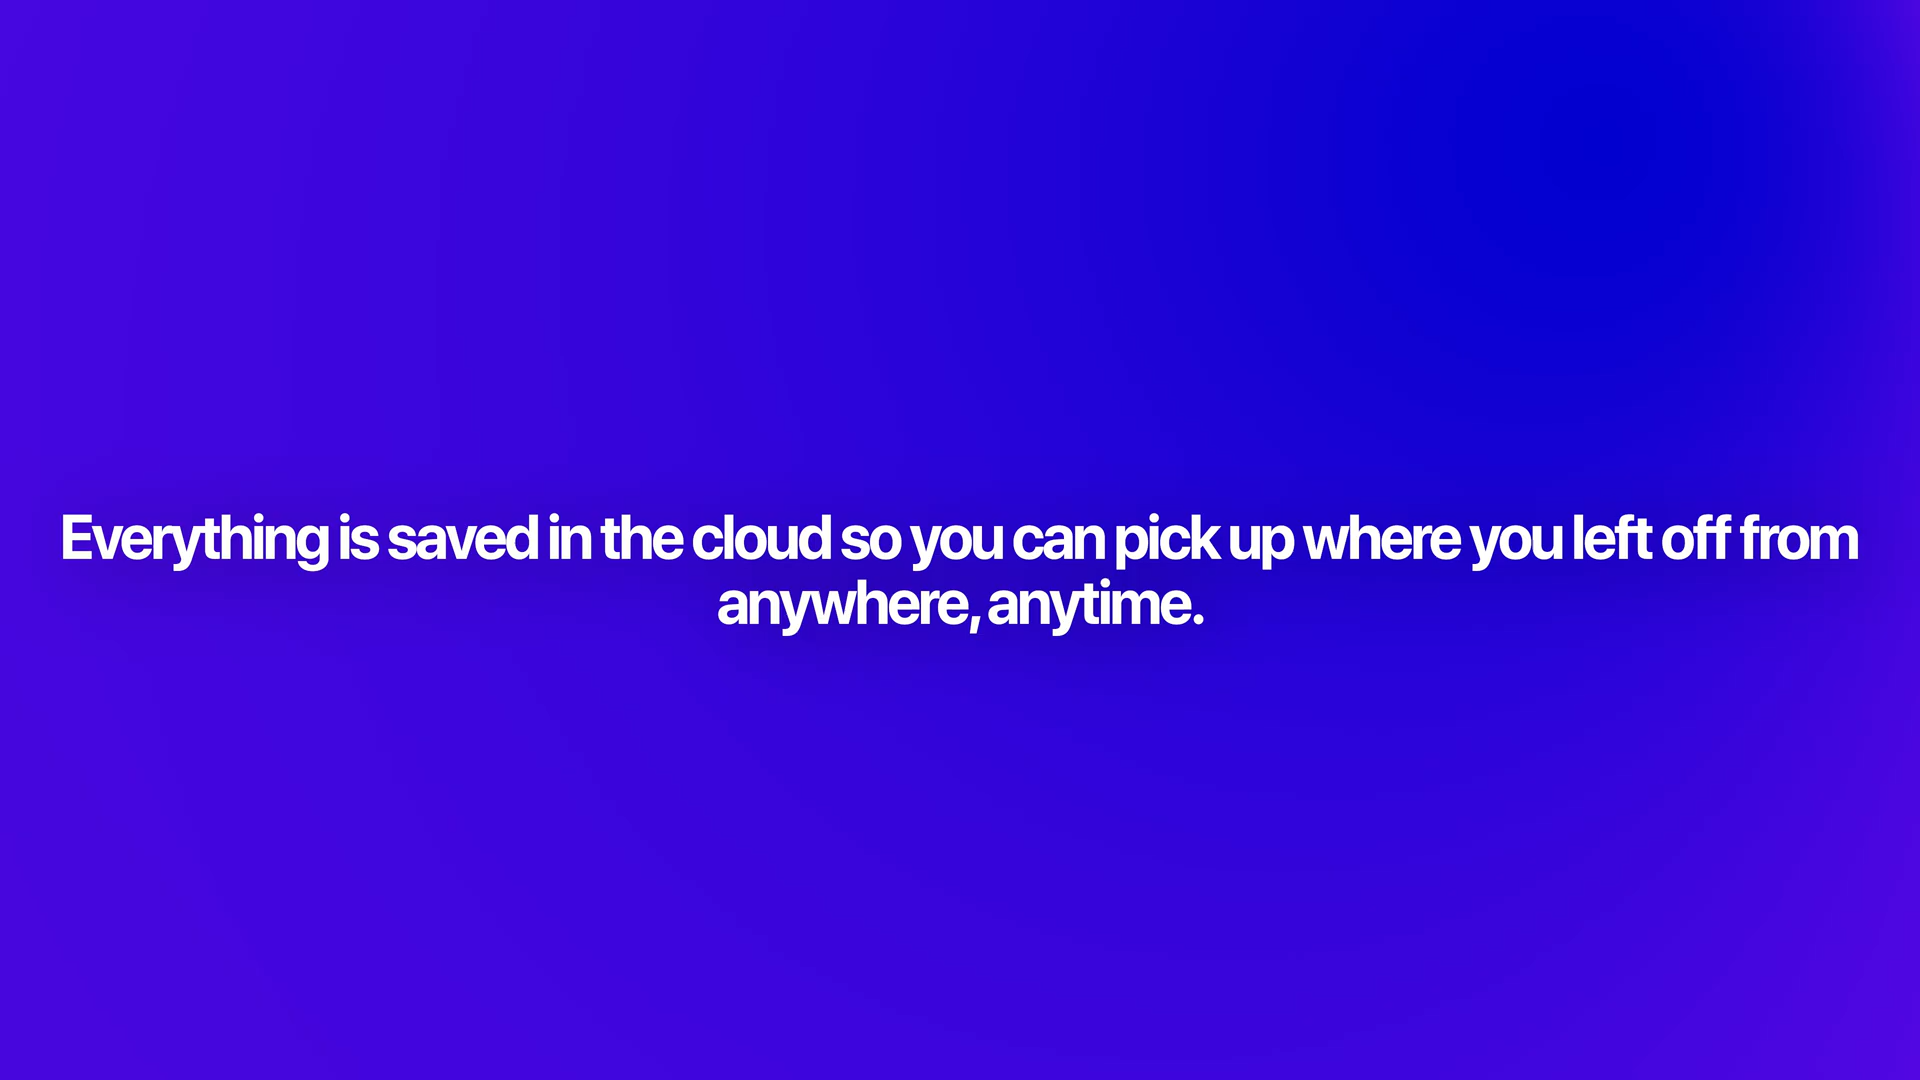 Everything is saved in the cloud so you can pick up where you left off from
anywhere, anytime.